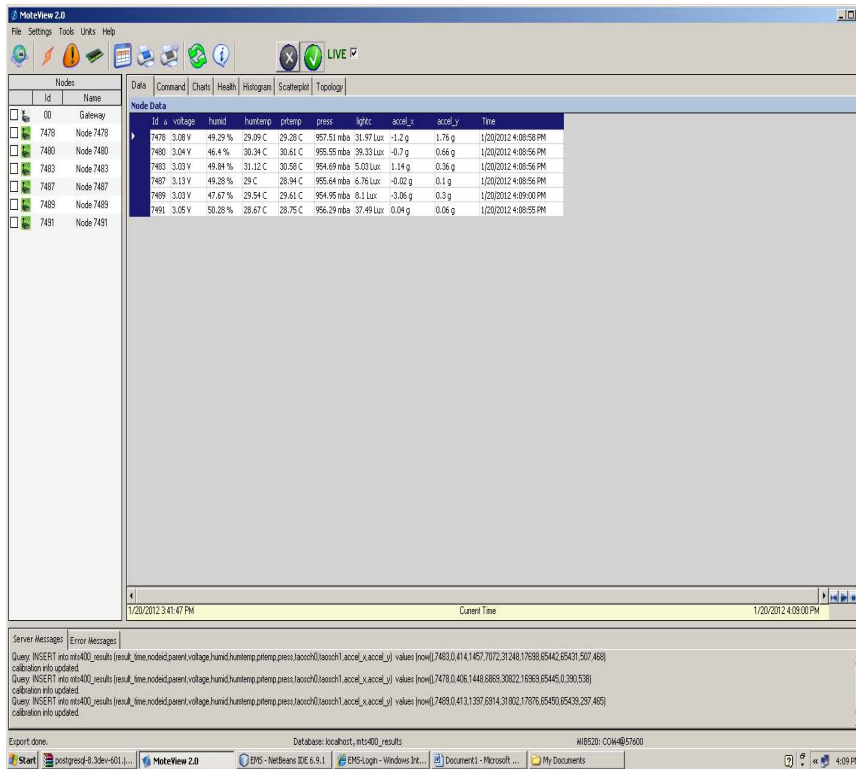 MoteView 2.0
File Settings Tools Units Help
LIVE
Nodes
Id Name
00 Gateway
7478 Node 7478
7480 Node 7480
7483 Node 7483
7487 Node 7487
7489 Node 7489
7491 Node 7491
Data Command Charts Health Histogram Scatterplot Topology
Node Data
Id voltage humid humtemp prtemp press lightc accel_x accel_y Time
7478 3.08 V 49.29 % 29.09 C 29.28 C 957.51 mba 31.97 Lux -1.2 g 1.76 g 1/20/2012 4:08:58 PM
7480 3.04 V 46.4 % 30.34 C 30.61 C 955.55 mba 39.33 Lux -0.7 g 0.66 g 1/20/2012 4:08:56 PM
7483 3.03 V 49.84 % 31.12 C 30.58 C 954.69 mba 5.03 Lux 1.14 g 0.36 g 1/20/2012 4:08:58 PM
7487 3.13 V 49.28 % 29 C 28.94 C 955.64 mba 6.76 Lux -0.02 g 0.1 g 1/20/2012 4:08:56 PM
7489 3.03 V 47.67 % 29.54 C 29.61 C 954.95 mba 8.1 Lux -3.06 g 0.3 g 1/20/2012 4:09:00 PM
7491 3.05 V 50.28 % 28.67 C 28.75 C 956.29 mba 37.49 Lux 0.04 g 0.06 g 1/20/2012 4:08:55 PM
1/20/2012 3:41:47 PM Current Time 1/20/2012 4:09:00 PM
Server Messages Error Messages
Query: INSERT into mts400_results (result_time,nodeid,parent,voltage,humid,humtemp,prtemp,press,taosch0,taosch1,accel_x,accel_y) values (now(),7483,0,414,1457,7072,31248,17698,65442,65431,507,468)
calibration info updated.
Query: INSERT into mts400_results (result_time,nodeid,parent,voltage,humid,humtemp,prtemp,press,taosch0,taosch1,accel_x,accel_y) values (now(),7478,0,406,1448,6869,30822,16969,65445,0,390,538)
calibration info updated.
Query: INSERT into mts400_results (result_time,nodeid,parent,voltage,humid,humtemp,prtemp,press,taosch0,taosch1,accel_x,accel_y) values (now(),7489,0,413,1397,6914,31802,17876,65450,65439,297,465)
calibration info updated.
Export done. Database: localhost, mts400_results MIB520: COM4@57600
Start postgresql-8.3dev-601.)... MoteView 2.0 EMS - NetBeans IDE 6.9.1 EMS-Login - Windows Int... Document1 - Microsoft ... My Documents 4:09 P